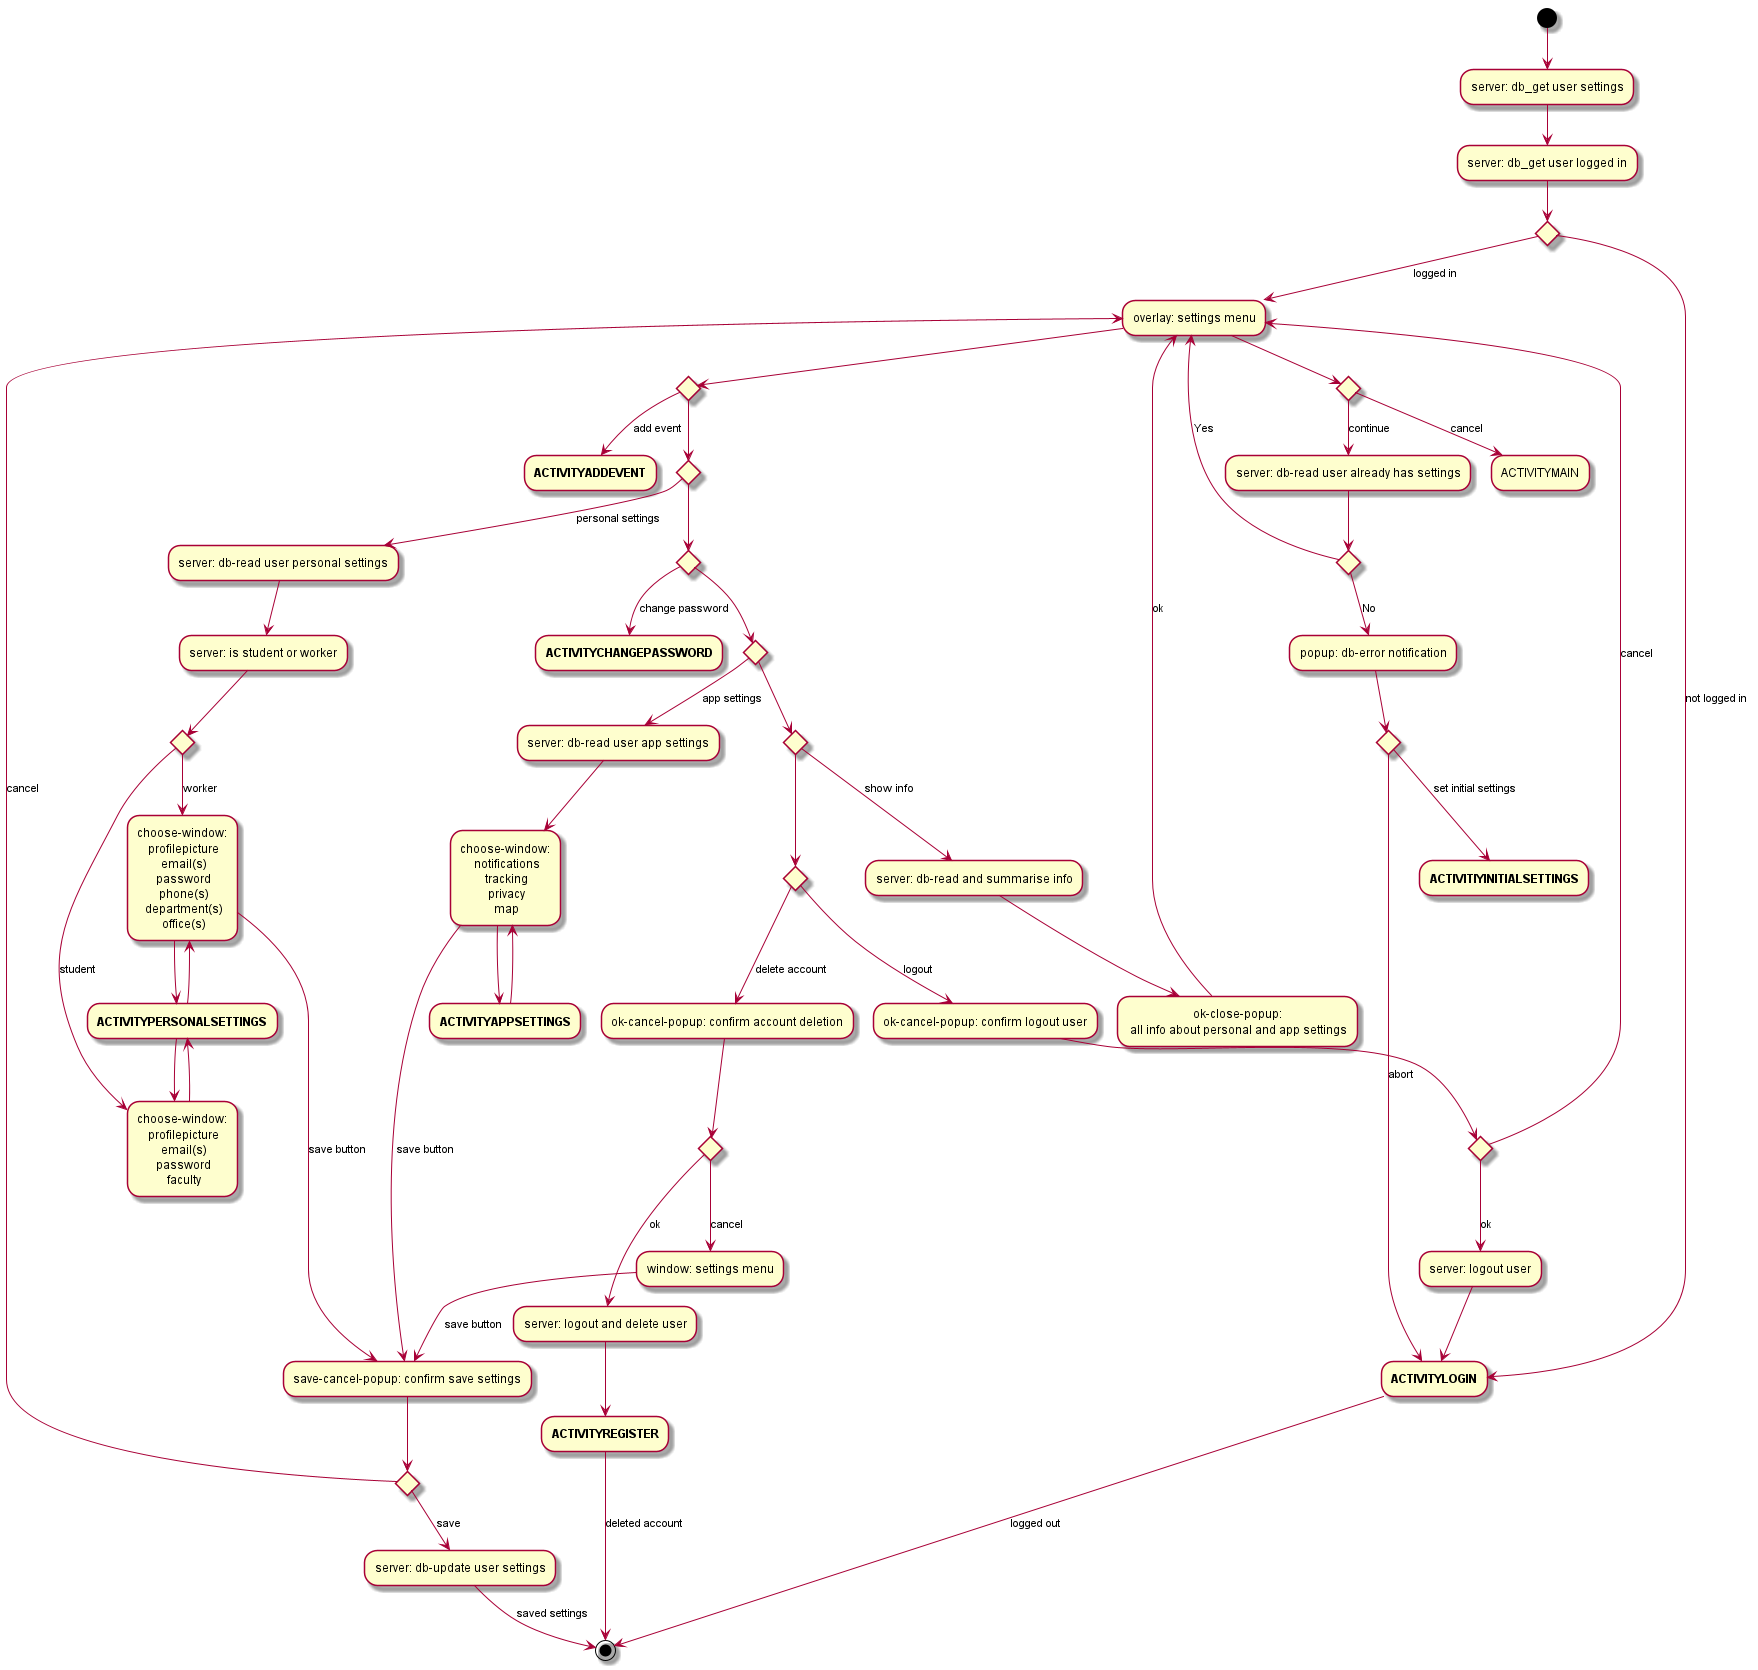 server: db_get user settings
server: db_get user logged in
logged in
overlay: settings menu
add event
Yes
continue
cancel
ACTIVITYADDEVENT
server: db-read user already has settings
ACTIVITYMAIN
personal settings
server: db-read user personal settings
change password
ok
No
server: is student or worker
ACTIVITYCHANGEPASSWORD
popup: db-error notification
cancel
app settings
not logged in
server: db-read user app settings
cancel
worker
show info
set initial settings
choose-window:
profilepicture
email(s)
password
phone(s)
department(s)
office(s)
choose-window:
notifications
tracking
privacy
map
server: db-read and summarise info
ACTIVITIYINITIALSETTINGS
student
delete account
logout
ACTIVITYPERSONALSETTINGS
ACTIVITYAPPSETTINGS
ok-cancel-popup: confirm account deletion
ok-cancel-popup: confirm logout user
ok-close-popup:
all info about personal and app settings
abort
choose-window:
profilepicture
email(s)
password
faculty
save button
save button
ok
cancel
ok
window: settings menu
server: logout user
save button
server: logout and delete user
save-cancel-popup: confirm save settings
ACTIVITYLOGIN
ACTIVITYREGISTER
save
deleted account
logged out
server: db-update user settings
saved settings